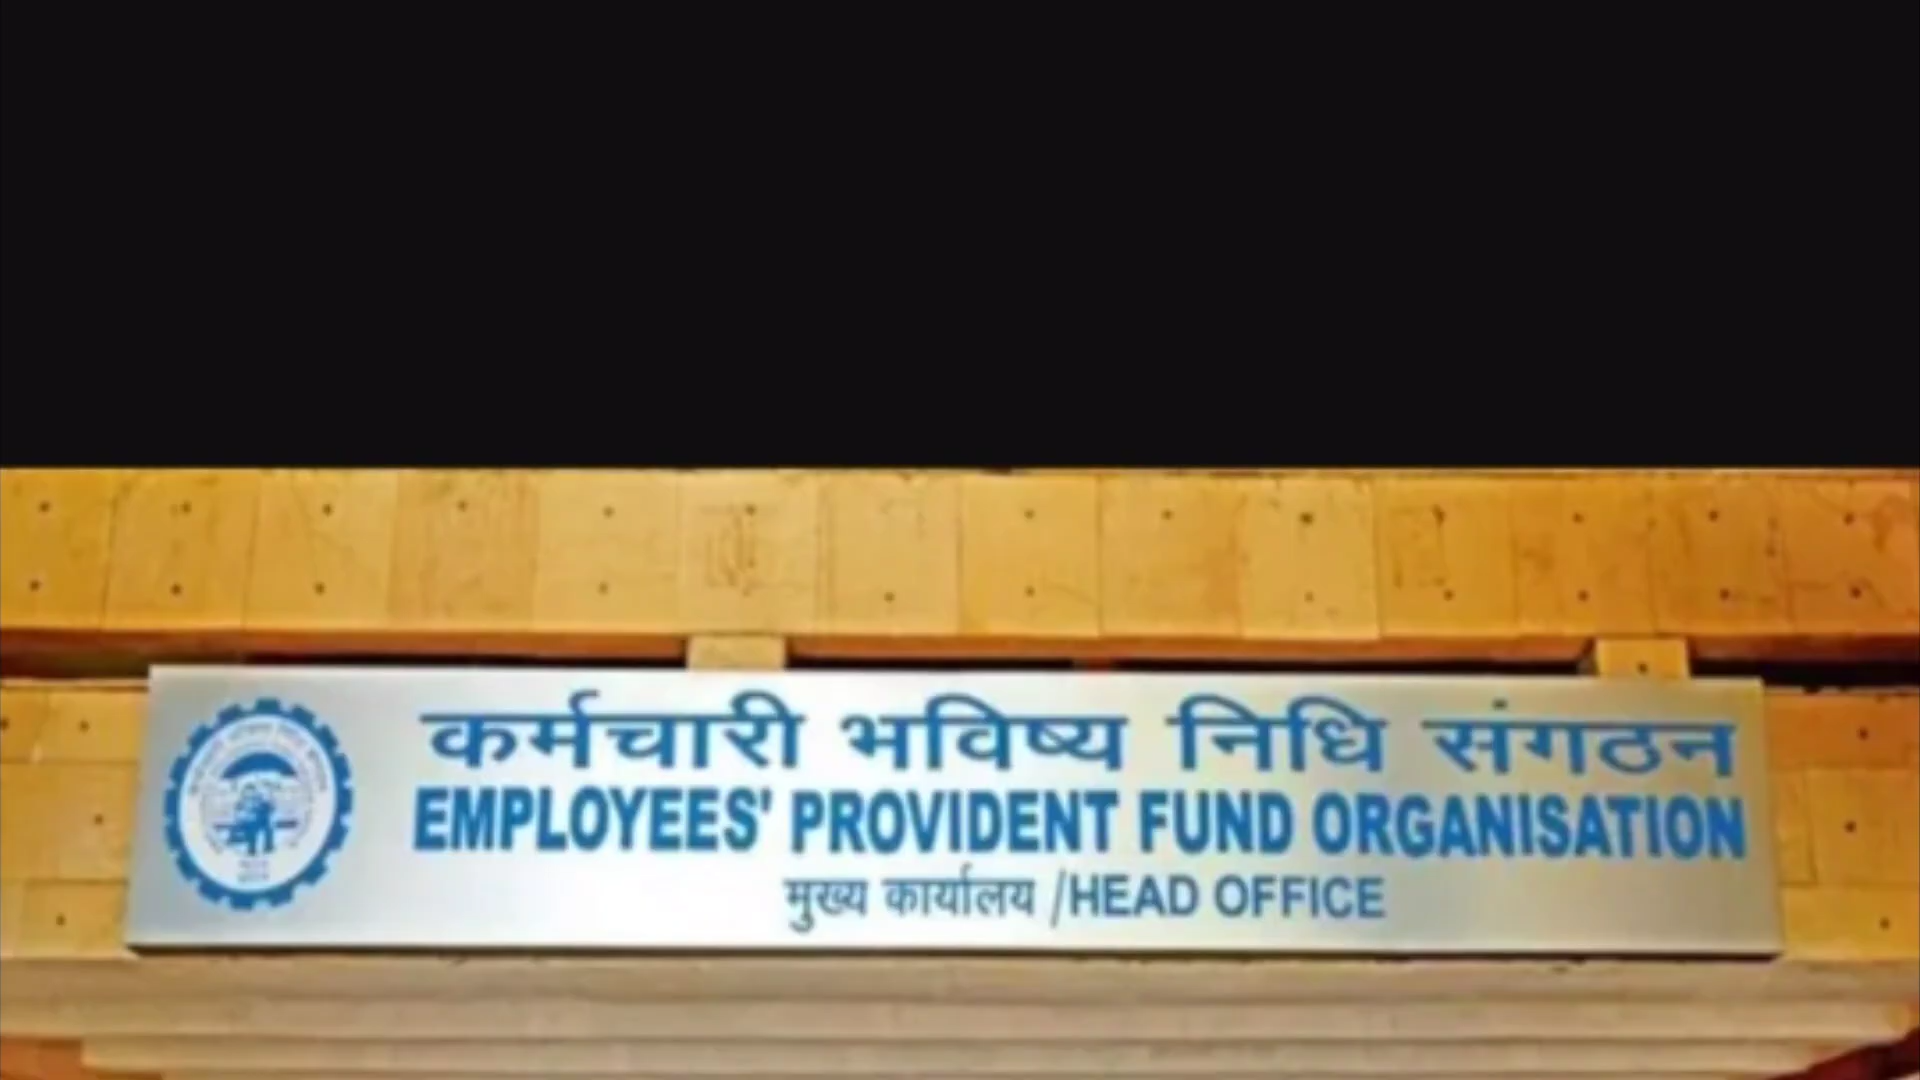 कर्मचारी भविष्य निधि संगठन
EMPLOYEES' PROVIDENT FUND ORGANISATION
मुख्य कार्यालय /HEAD OFFICE